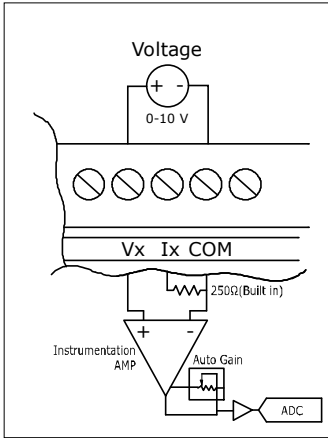 Voltage
+ -
0-10 V
Vx Ix COM
250Ω(Built in)
+ -
Instrumentation
AMP
Auto Gain
ADC